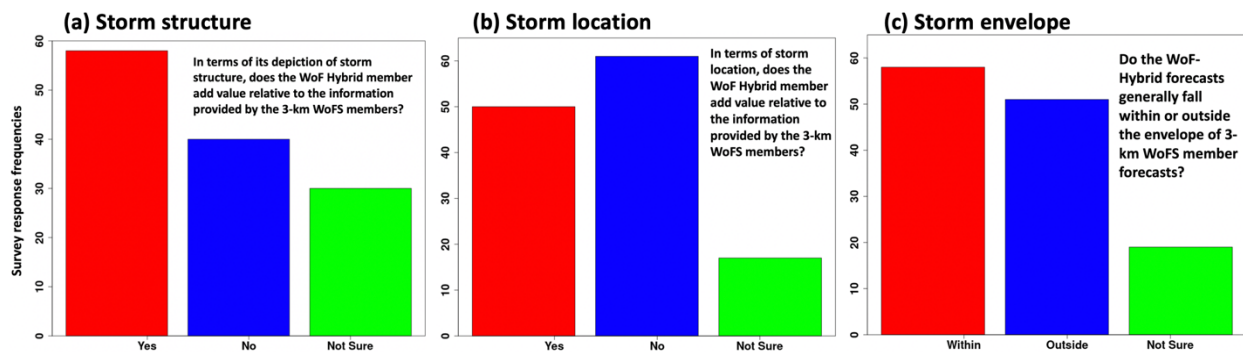 (a) Storm structure
Survey response frequencies
60
50
40
30
20
10
0
In terms of its depiction of storm
structure, does the WoF Hybrid member
add value relative to the information
provided by the 3-km WoFS members?
Yes
No
Not Sure
(b) Storm location
60
50
40
30
20
10
0
In terms of storm
location, does the
WoF Hybrid member
add value relative to
the information
provided by the 3-km
WoFS members?
Yes
No
Not Sure
(c) Storm envelope
60
50
40
30
20
10
0
Do the WoF-
Hybrid forecasts
generally fall
within or outside
the envelope of 3-
km WoFS member
forecasts?
Within
Outside
Not Sure